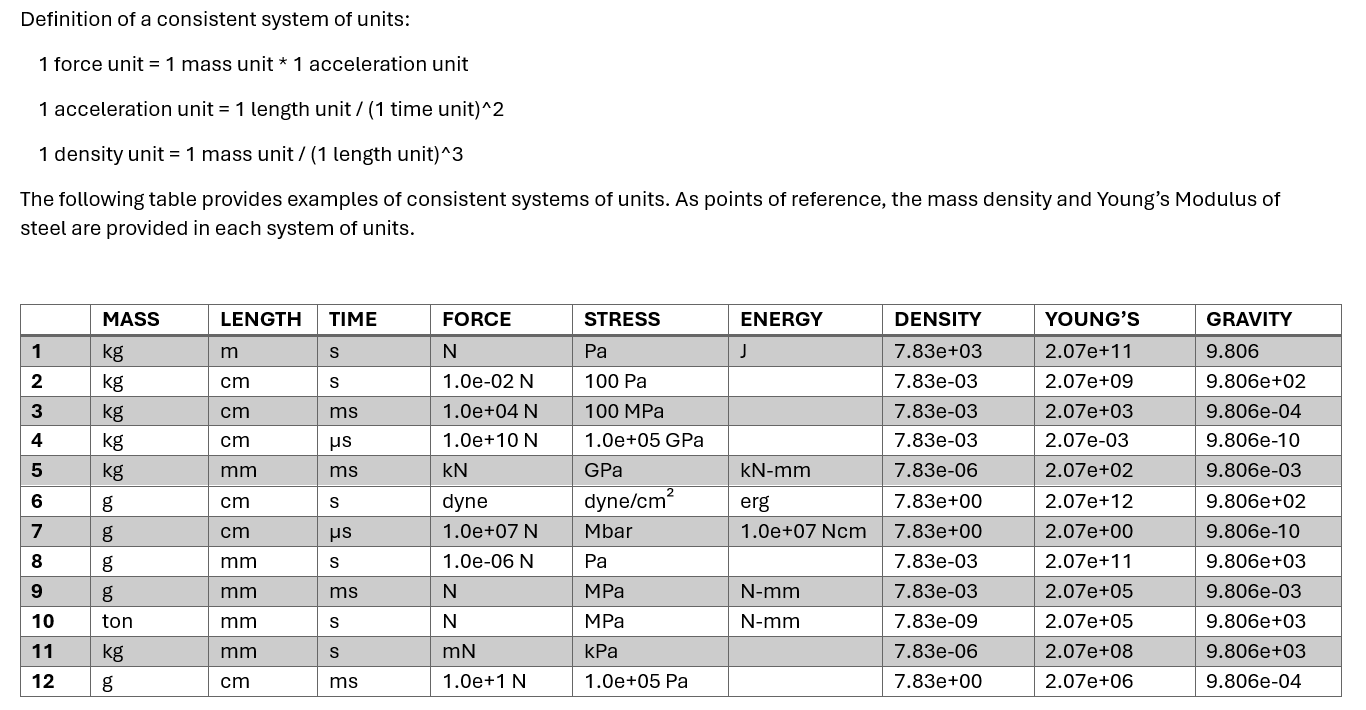 Definition of a consistent system of units:
1 force unit = 1 mass unit * 1 acceleration unit
1 acceleration unit = 1 length unit / (1 time unit)^2
1 density unit = 1 mass unit / (1 length unit)^3
The following table provides examples of consistent systems of units. As points of reference, the mass density and Young’s Modulus of
steel are provided in each system of units.
MASS LENGTH TIME FORCE STRESS ENERGY DENSITY YOUNG’S GRAVITY
1 kg m s N Pa J 7.83e+03 2.07e+11 9.806
2 kg cm s 1.0e-02 N 100 Pa 7.83e-03 2.07e+09 9.806e+02
3 kg cm ms 1.0e+04 N 100 MPa 7.83e-03 2.07e+03 9.806e-04
4 kg cm µs 1.0e+10 N 1.0e+05 GPa 7.83e-03 2.07e-03 9.806e-10
5 kg mm ms kN GPa kN-mm 7.83e-06 2.07e+02 9.806e-03
6 g cm s dyne dyne/cm² erg 7.83e+00 2.07e+12 9.806e+02
7 g cm µs 1.0e+07 N Mbar 1.0e+07 Ncm 7.83e+00 2.07e+00 9.806e-10
8 g mm s 1.0e-06 N Pa 7.83e-03 2.07e+11 9.806e+03
9 g mm ms N MPa N-mm 7.83e-03 2.07e+05 9.806e-03
10 ton mm s N MPa N-mm 7.83e-09 2.07e+05 9.806e+03
11 kg mm s mN kPa 7.83e-06 2.07e+08 9.806e+03
12 g cm ms 1.0e+1 N 1.0e+05 Pa 7.83e+00 2.07e+06 9.806e-04